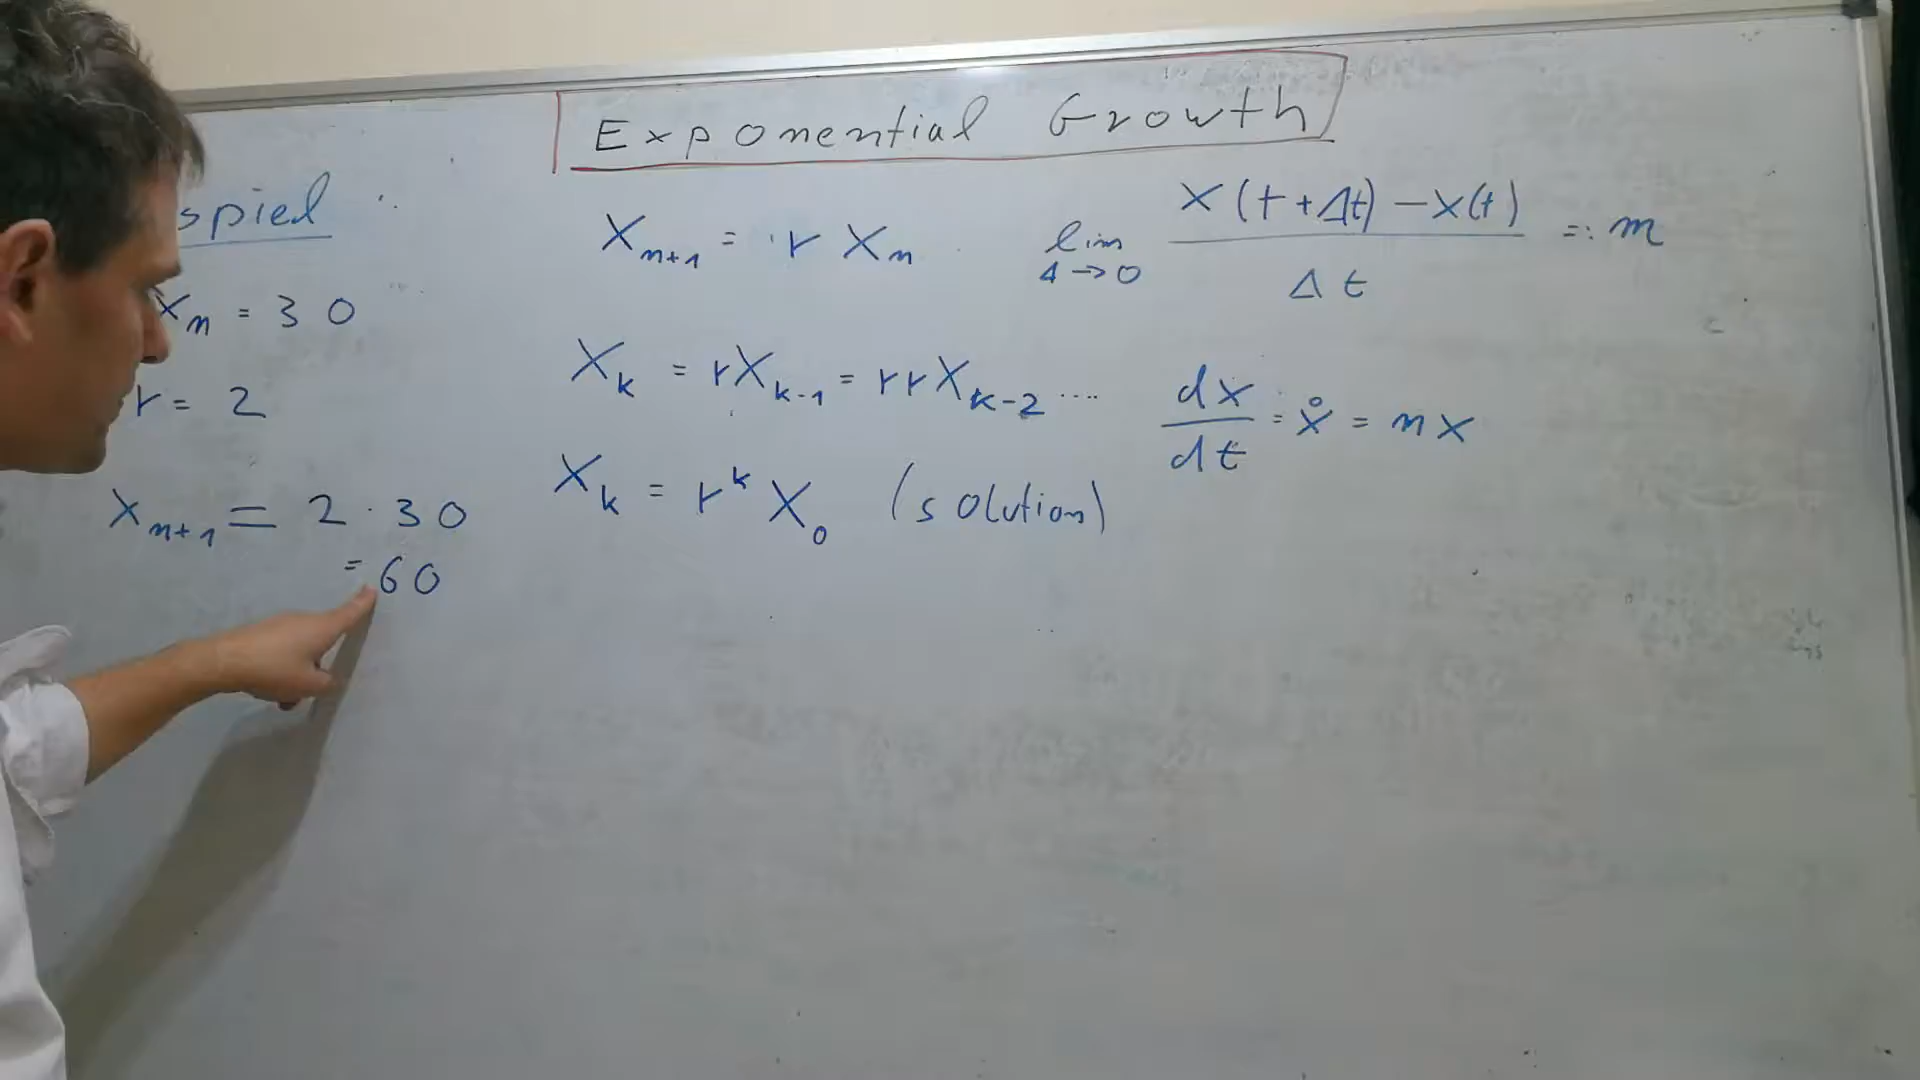 Exponential Growth
spiel :
x_n = 30
r = 2
x_{n+1} = 2 · 30
= 60
X_{n+1} = r X_n
X_k = r X_{k-1} = r r X_{k-2} ....
X_k = r^k X_0 (solution)
lim Δ→0 (x(t+Δt) - x(t)) / Δt =: m
dx/dt = ẋ = m x